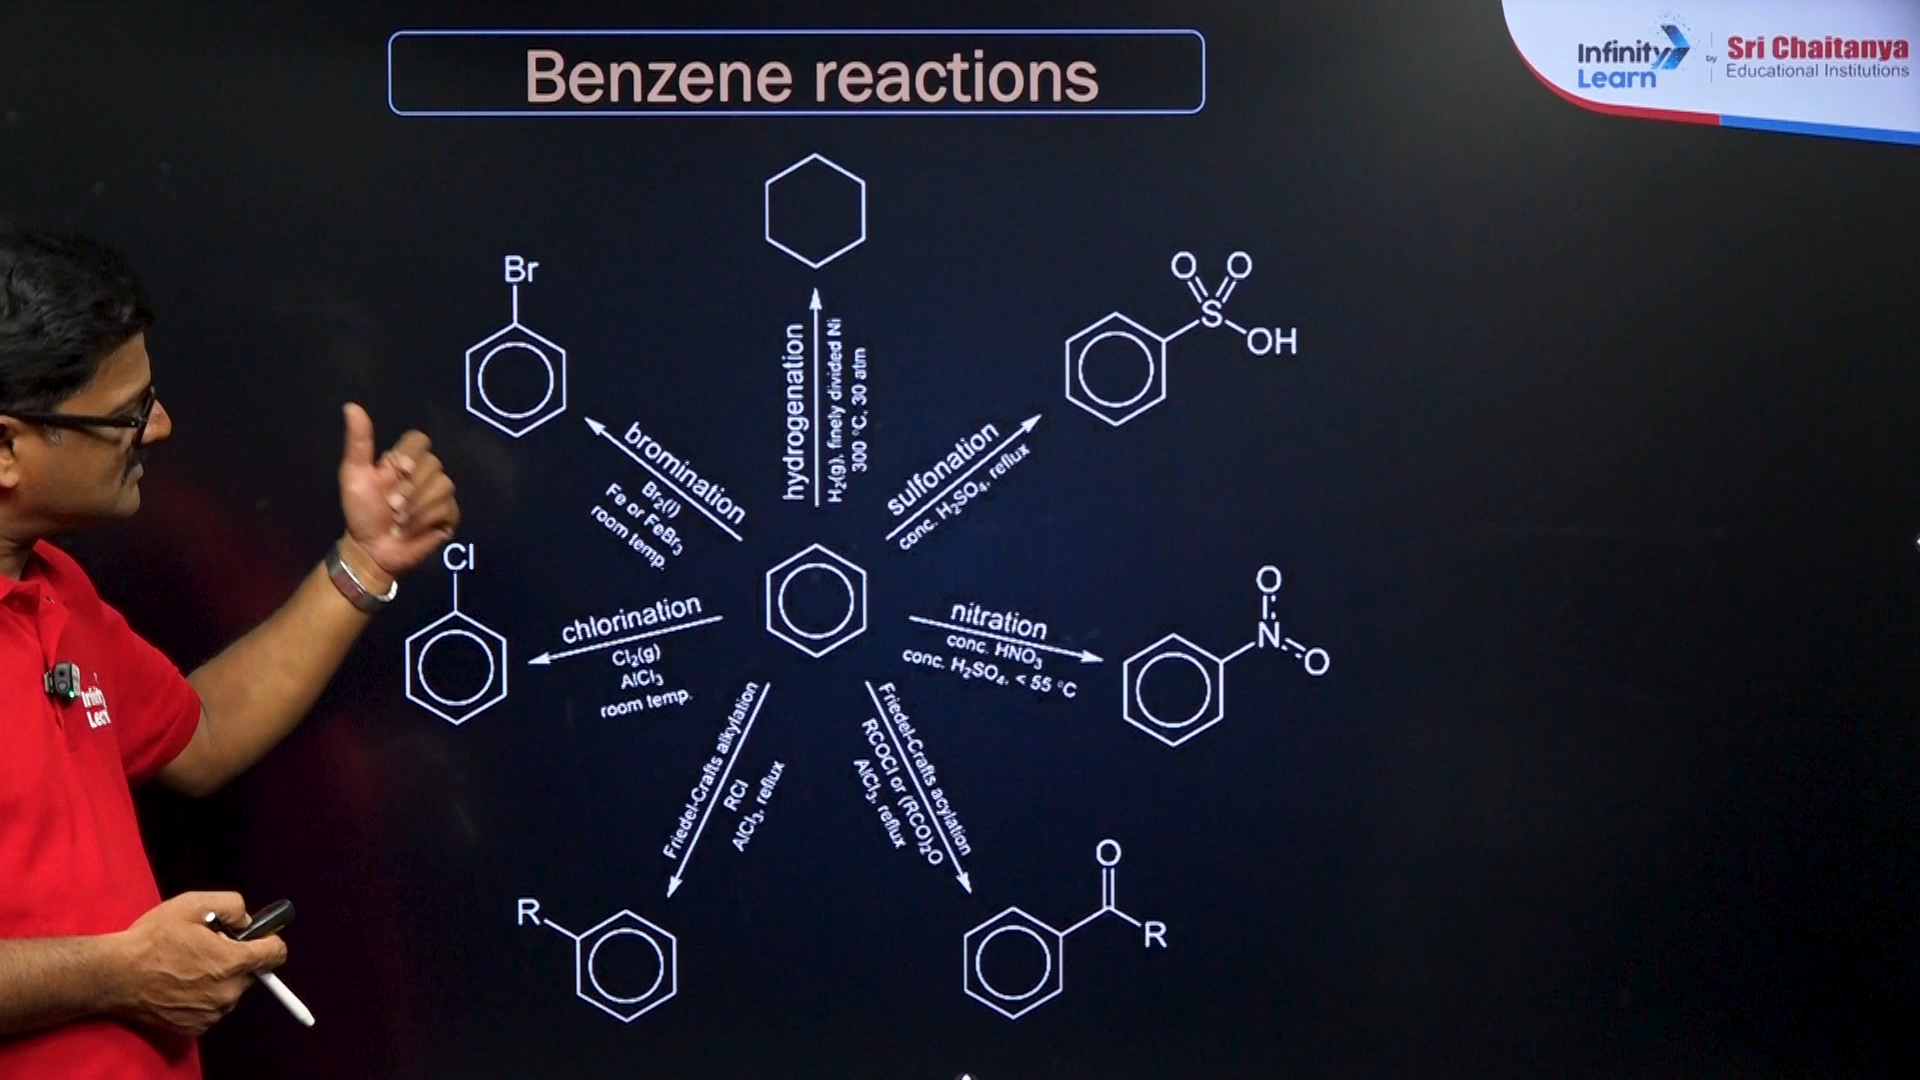 Benzene reactions
Infinity Learn
by
Sri Chaitanya
Educational Institutions
Br
O O
S
OH
hydrogenation
H₂(g), finely divided Ni
300 °C, 30 atm
bromination
Br₂(l)
Fe or FeBr₃
room temp.
sulfonation
conc. H₂SO₄, reflux
Cl
chlorination
Cl₂(g)
AlCl₃
room temp.
nitration
conc. HNO₃
conc. H₂SO₄, < 55 °C
O
N
O
Friedel-Crafts alkylation
RCl
AlCl₃, reflux
Friedel-Crafts acylation
RCOCl or (RCO)₂O
AlCl₃, reflux
R
O
R
Infinity
Lea